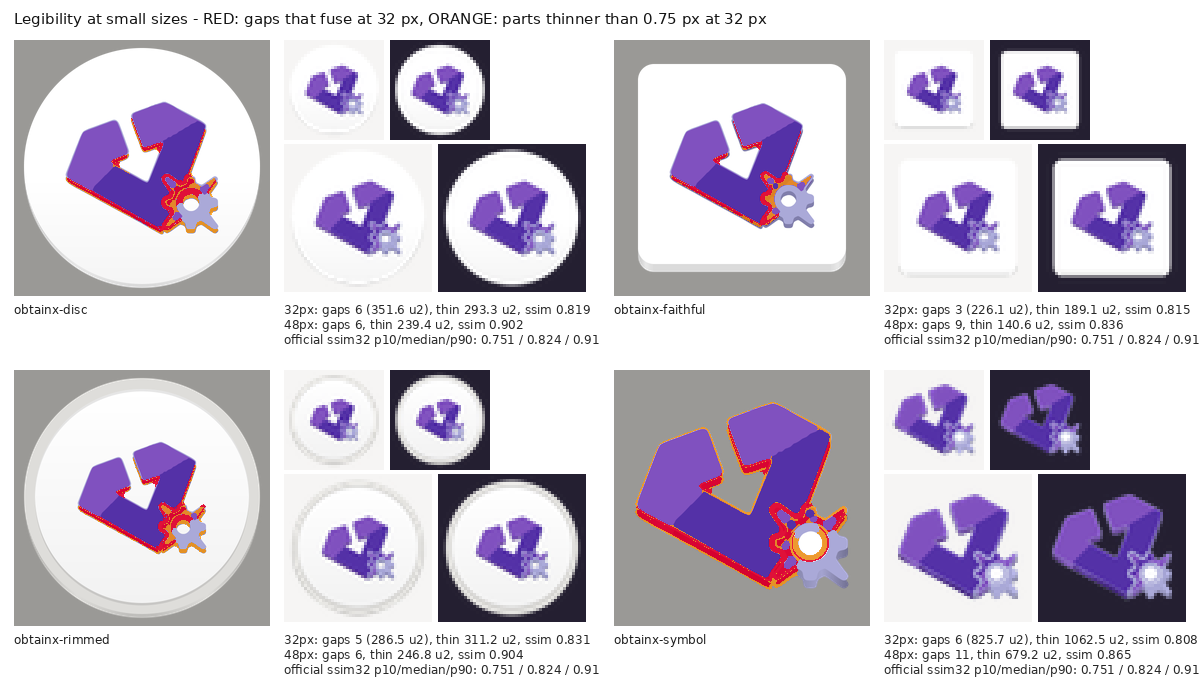 Legibility at small sizes - RED: gaps that fuse at 32 px, ORANGE: parts thinner than 0.75 px at 32 px
obtainx-disc
32px: gaps 6 (351.6 u2), thin 293.3 u2, ssim 0.819
48px: gaps 6, thin 239.4 u2, ssim 0.902
official ssim32 p10/median/p90: 0.751 / 0.824 / 0.91
obtainx-faithful
32px: gaps 3 (226.1 u2), thin 189.1 u2, ssim 0.815
48px: gaps 9, thin 140.6 u2, ssim 0.836
official ssim32 p10/median/p90: 0.751 / 0.824 / 0.91
obtainx-rimmed
32px: gaps 5 (286.5 u2), thin 311.2 u2, ssim 0.831
48px: gaps 6, thin 246.8 u2, ssim 0.904
official ssim32 p10/median/p90: 0.751 / 0.824 / 0.91
obtainx-symbol
32px: gaps 6 (825.7 u2), thin 1062.5 u2, ssim 0.808
48px: gaps 11, thin 679.2 u2, ssim 0.865
official ssim32 p10/median/p90: 0.751 / 0.824 / 0.91